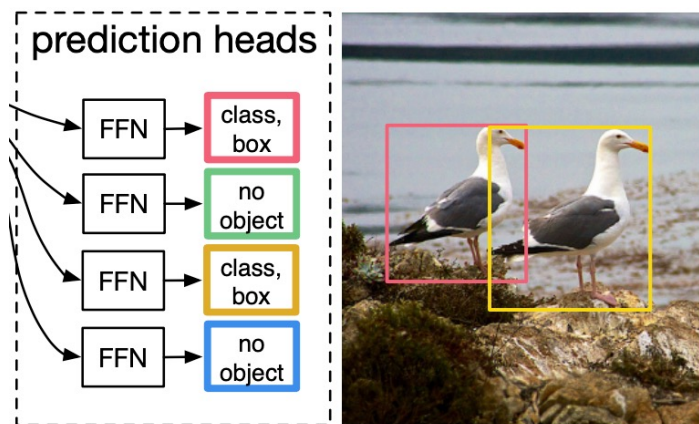 prediction heads
FFN
class,
box
FFN
no
object
FFN
class,
box
FFN
no
object